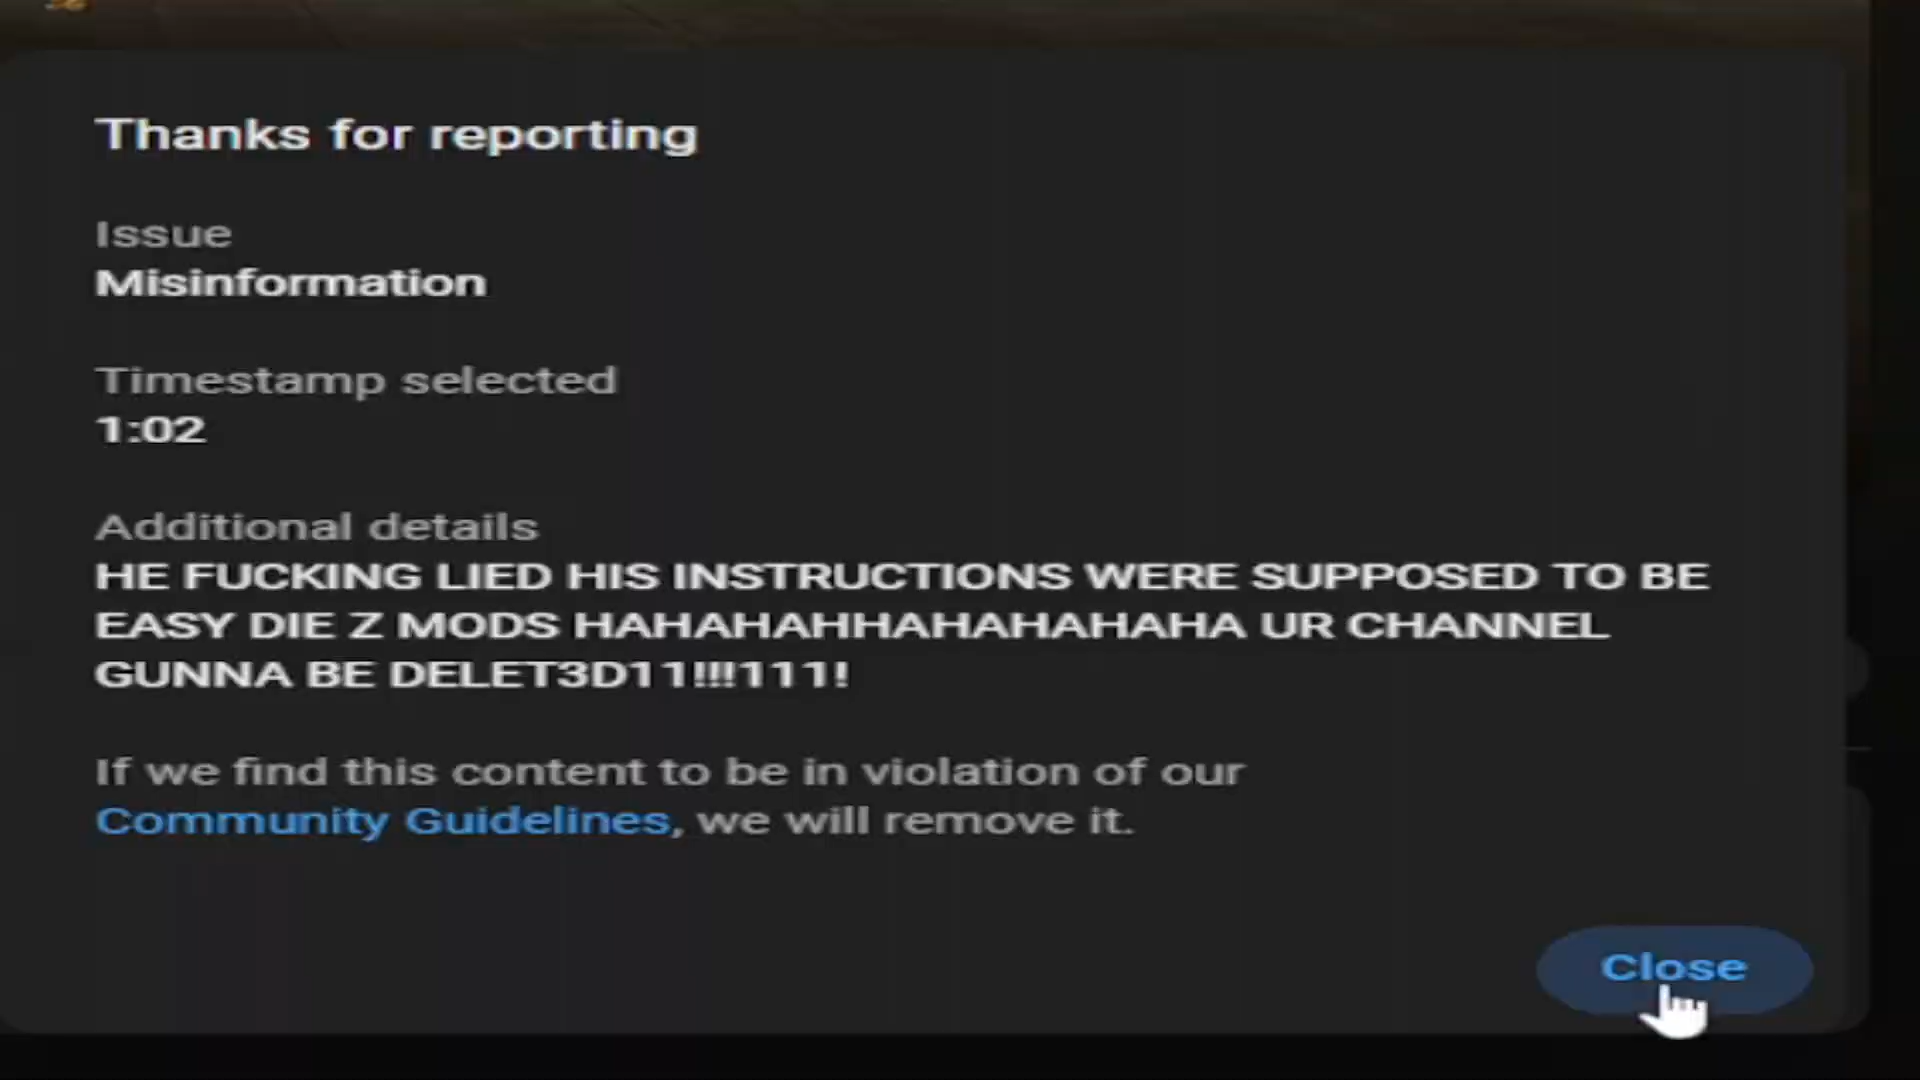 Thanks for reporting
Issue
Misinformation
Timestamp selected
1:02
Additional details
HE FUCKING LIED HIS INSTRUCTIONS WERE SUPPOSED TO BE
EASY DIE Z MODS HAHAHAHHAHAHAHAHAHA UR CHANNEL
GUNNA BE DELET3D11!!!111!
If we find this content to be in violation of our
Community Guidelines, we will remove it.
Close